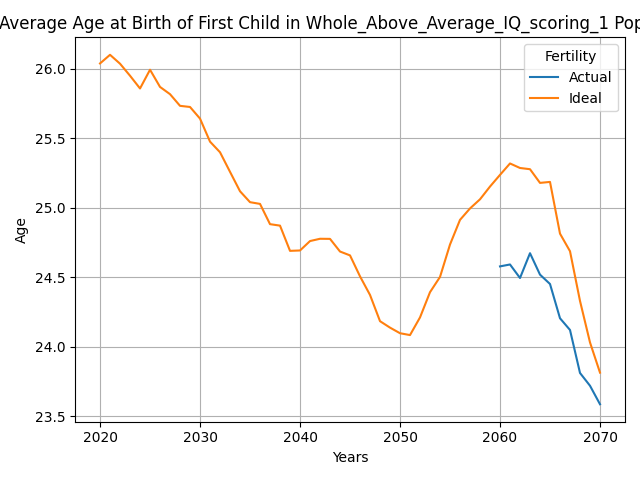 Average Age at Birth of First Child in Whole_Above_Average_IQ_scoring_1 Pop
Fertility
Actual
Ideal
26.0
25.5
25.0
24.5
24.0
23.5
Age
2020 2030 2040 2050 2060 2070
Years